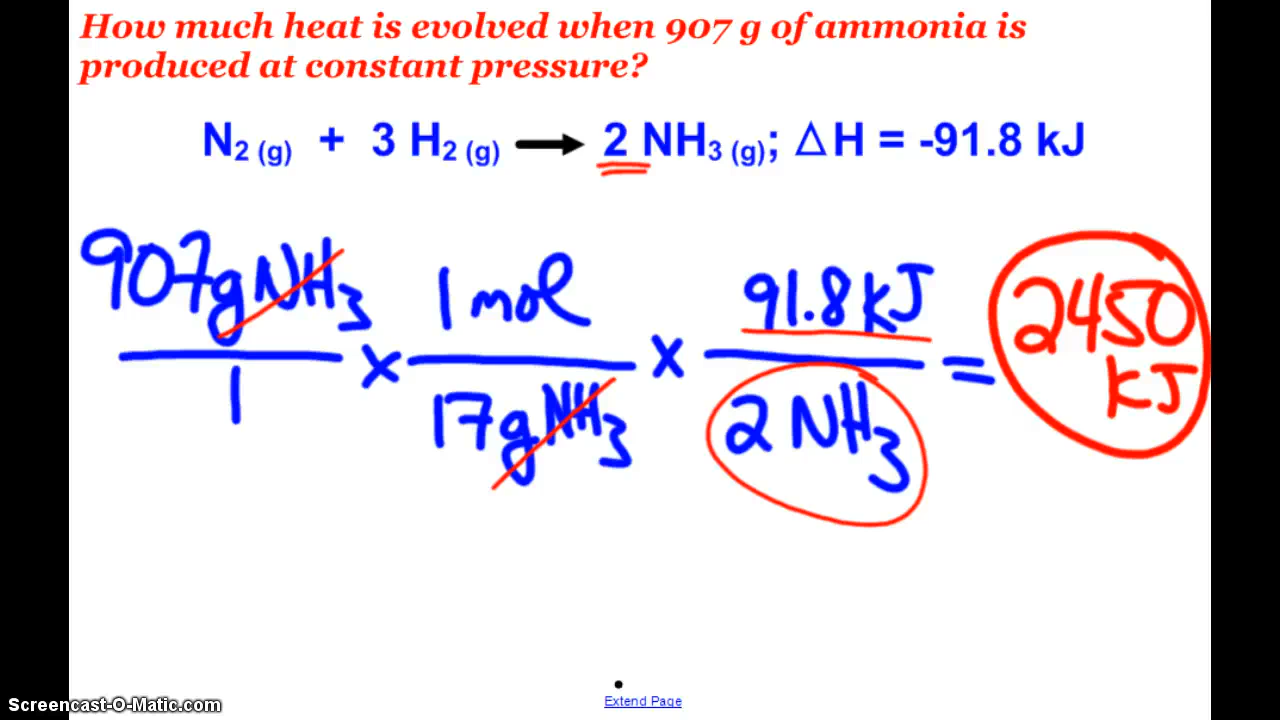 How much heat is evolved when 907 g of ammonia is
produced at constant pressure?
N2 (g) + 3 H2 (g) → 2 NH3 (g); △H = -91.8 kJ
907g NH3 / 1 x 1 mol / 17g NH3 x 91.8 kJ / 2 NH3 = 2450 kJ
Extend Page
Screencast-O-Matic.com